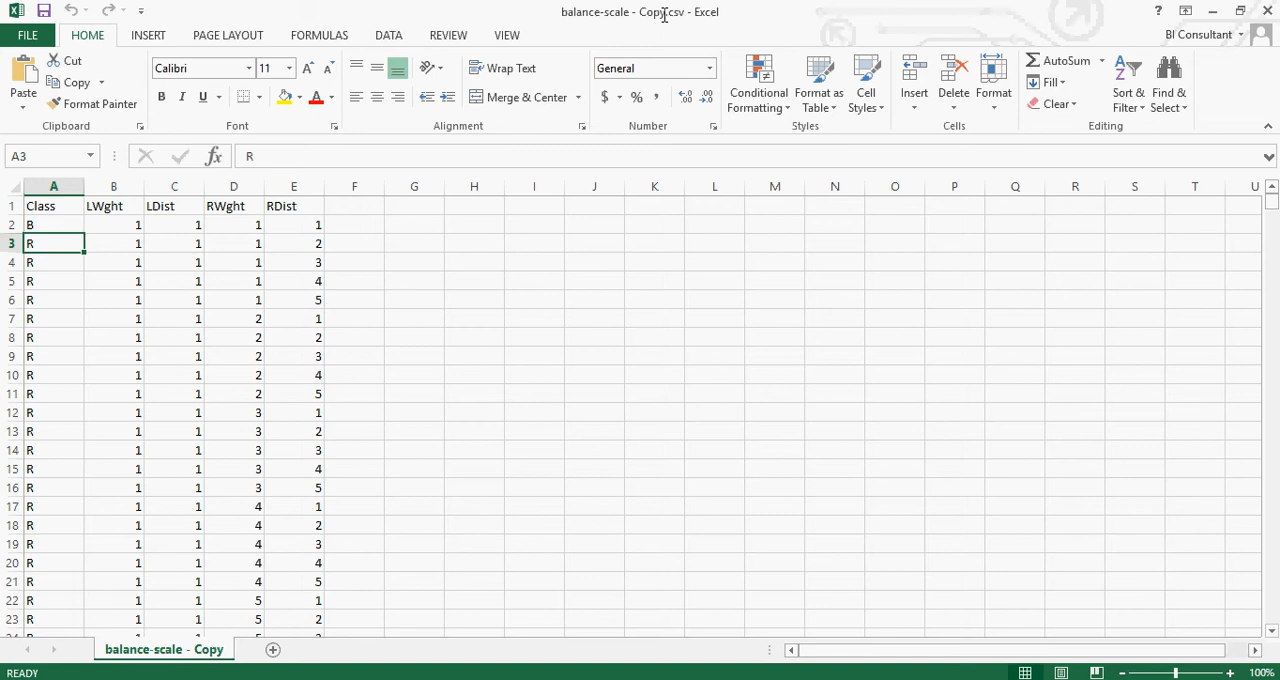 balance-scale - Copy.csv - Excel
FILE HOME INSERT PAGE LAYOUT FORMULAS DATA REVIEW VIEW BI Consultant
Paste Cut Copy Format Painter
Calibri 11 B I U A A A
Wrap Text Merge & Center
General $ % ,
Conditional Formatting Format as Table Cell Styles
Insert Delete Format
AutoSum Fill Clear Sort & Filter Find & Select
Clipboard Font Alignment Number Styles Cells Editing
A3 fx R
A B C D E F G H I J K L M N O P Q R S T U
1 Class LWght LDist RWght RDist
2 B 1 1 1 1
3 R 1 1 1 2
4 R 1 1 1 3
5 R 1 1 1 4
6 R 1 1 1 5
7 R 1 1 2 1
8 R 1 1 2 2
9 R 1 1 2 3
10 R 1 1 2 4
11 R 1 1 2 5
12 R 1 1 3 1
13 R 1 1 3 2
14 R 1 1 3 3
15 R 1 1 3 4
16 R 1 1 3 5
17 R 1 1 4 1
18 R 1 1 4 2
19 R 1 1 4 3
20 R 1 1 4 4
21 R 1 1 4 5
22 R 1 1 5 1
23 R 1 1 5 2
balance-scale - Copy
READY 100%